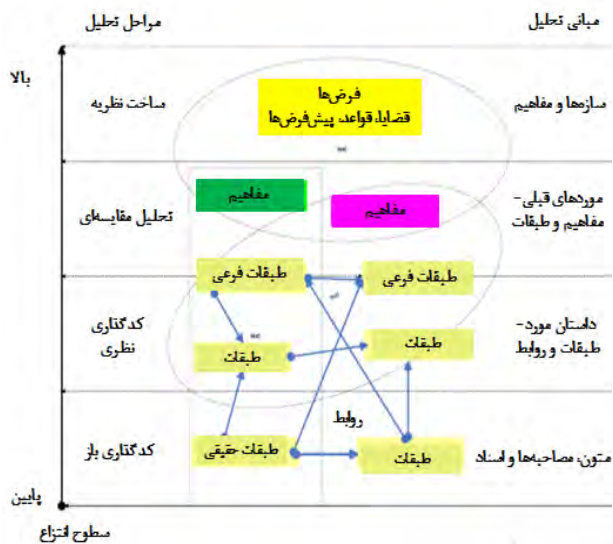 مبانی تحلیل
مراحل تحلیل
بالا
سازه‌ها و مفاهیم
فرض‌ها
قضایا، قواعد، پیش‌فرض‌ها
ساخت نظریه
موردهای قبلی-
مفاهیم و طبقات
مفاهیم
مفاهیم
تحلیل مقایسه‌ای
داستان مورد-
طبقات و روابط
طبقات فرعی
طبقات فرعی
طبقات
طبقات
کدگذاری
نظری
متون، مصاحبه‌ها و اسناد
روابط
طبقات
طبقات حقیقی
کدگذاری باز
پایین
سطوح انتزاع